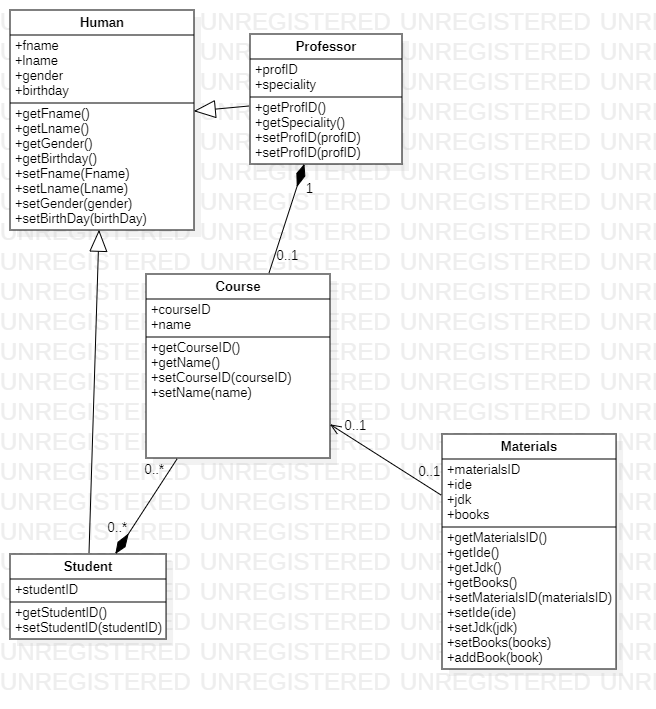 Human
+fname
+lname
+gender
+birthday
+getFname()
+getLname()
+getGender()
+getBirthday()
+setFname(Fname)
+setLname(Lname)
+setGender(gender)
+setBirthDay(birthDay)
Professor
+profID
+speciality
+getProfID()
+getSpeciality()
+setProfID(profID)
+setProfID(profID)
1
0..1
Course
+courseID
+name
+getCourseID()
+getName()
+setCourseID(courseID)
+setName(name)
0..1
0..1
0..*
0..*
Materials
+materialsID
+ide
+jdk
+books
+getMaterialsID()
+getIde()
+getJdk()
+getBooks()
+setMaterialsID(materialsID)
+setIde(ide)
+setJdk(jdk)
+setBooks(books)
+addBook(book)
Student
+studentID
+getStudentID()
+setStudentID(studentID)
UNREGISTERED UNREGISTERED UNREGISTERED